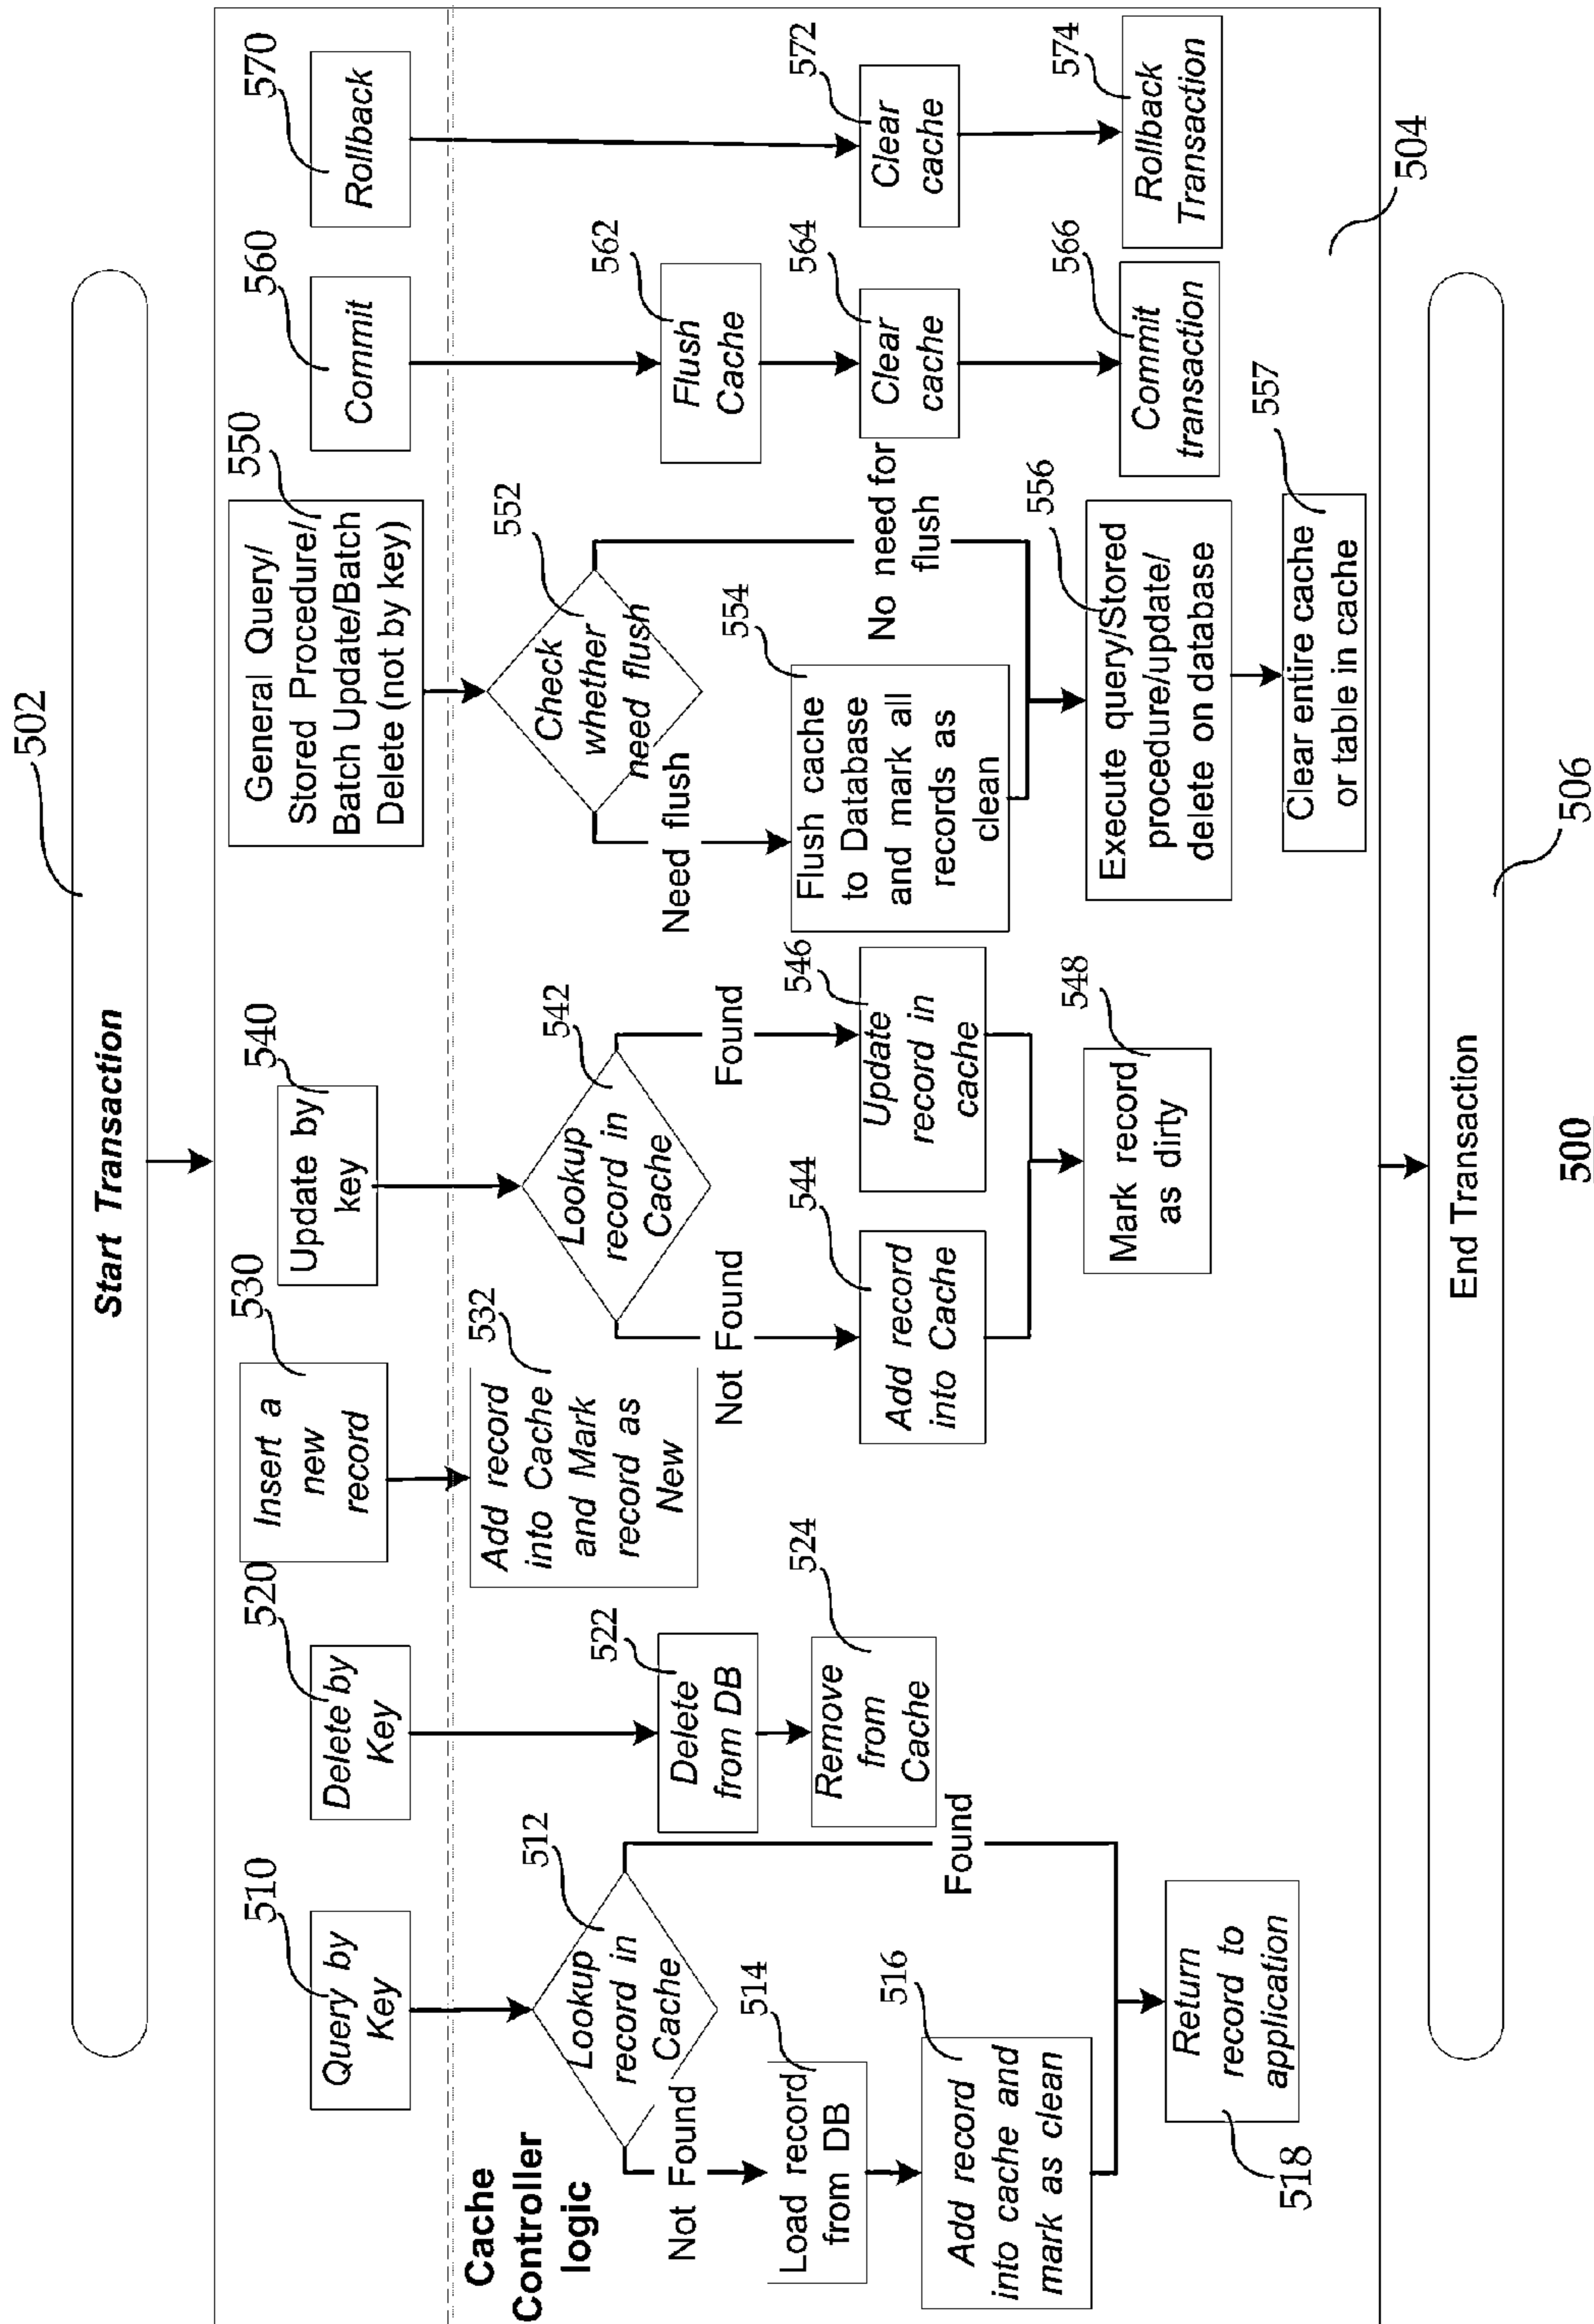 502
Start Transaction
510
Query by
Key
520
Delete by
Key
530
Insert a
new
record
540
Update by
key
550
General Query/
Stored Procedure/
Batch Update/Batch
Delete (not by key)
560
Commit
570
Rollback
Cache
Controller
logic
512
Lookup
record in
Cache
Not Found
Found
514
Load record
from DB
516
Add record
into cache and
mark as clean
518
Return
record to
application
522
Delete
from DB
524
Remove
from
Cache
532
Add record
into Cache
and Mark
record as
New
542
Lookup
record in
Cache
Not Found
Found
544
Add record
into Cache
546
Update
record in
cache
548
Mark record
as dirty
552
Check
whether
need flush
Need flush
No need for
flush
554
Flush cache
to Database
and mark all
records as
clean
556
Execute query/Stored
procedure/update/
delete on database
557
Clear entire cache
or table in cache
562
Flush
Cache
564
Clear
cache
566
Commit
transaction
572
Clear
cache
574
Rollback
Transaction
504
506
End Transaction
500